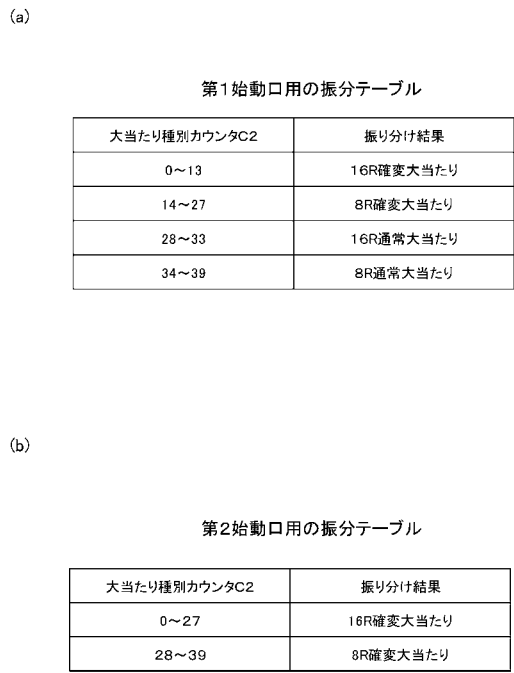 (a)
第1始動口用の振分テーブル
大当たり種別カウンタC2 振り分け結果
0～13 16R確変大当たり
14～27 8R確変大当たり
28～33 16R通常大当たり
34～39 8R通常大当たり
(b)
第2始動口用の振分テーブル
大当たり種別カウンタC2 振り分け結果
0～27 16R確変大当たり
28～39 8R確変大当たり